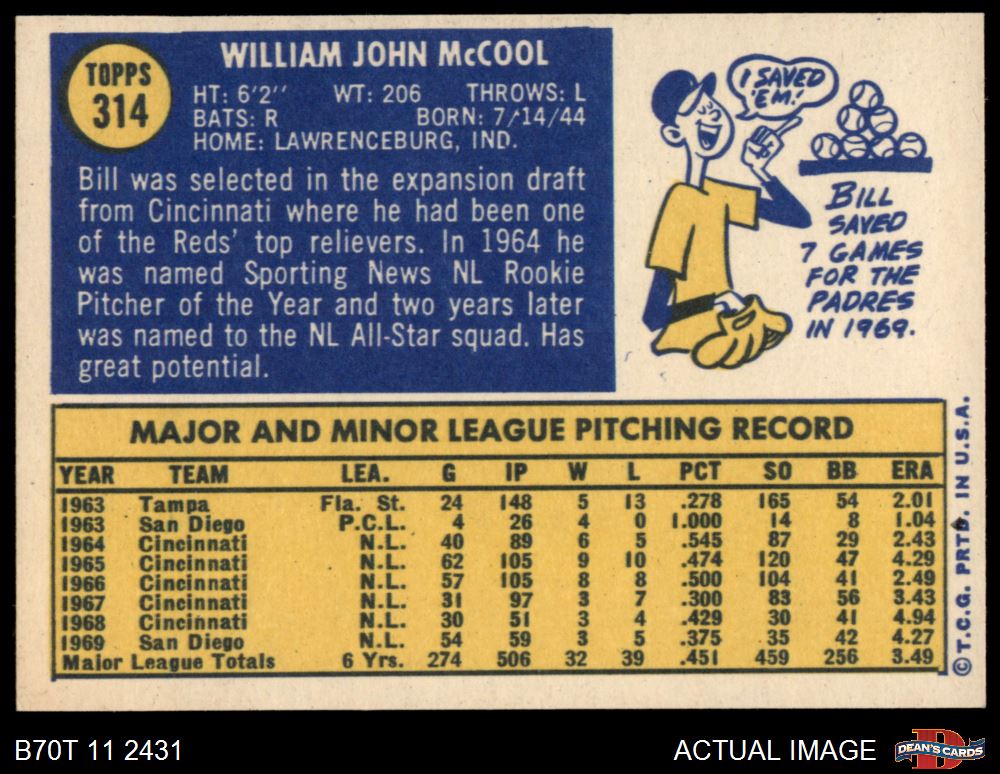 TOPPS
314
WILLIAM JOHN McCOOL
HT: 6'2'' WT: 206 THROWS: L
BATS: R BORN: 7/14/44
HOME: LAWRENCEBURG, IND.
Bill was selected in the expansion draft
from Cincinnati where he had been one
of the Reds' top relievers. In 1964 he
was named Sporting News NL Rookie
Pitcher of the Year and two years later
was named to the NL All-Star squad. Has
great potential.
I SAVED
'EM!
BILL
SAVED
7 GAMES
FOR THE
PADRES
IN 1969.
MAJOR AND MINOR LEAGUE PITCHING RECORD
YEAR TEAM LEA. G IP W L PCT SO BB ERA
1963 Tampa Fla. St. 24 148 5 13 .278 165 54 2.01
1963 San Diego P.C.L. 4 26 4 0 1.000 14 8 1.04
1964 Cincinnati N.L. 40 89 6 5 .545 87 29 2.43
1965 Cincinnati N.L. 62 105 9 10 .474 120 47 4.29
1966 Cincinnati N.L. 57 105 8 8 .500 104 41 2.49
1967 Cincinnati N.L. 31 97 3 7 .300 83 56 3.43
1968 Cincinnati N.L. 30 51 3 4 .429 30 41 4.94
1969 San Diego N.L. 54 59 3 5 .375 35 42 4.27
Major League Totals 6 Yrs. 274 506 32 39 .451 459 256 3.49
©T.C.G. PRTD. IN U.S.A.
B70T 11 2431
ACTUAL IMAGE
D
DEAN'S CARDS